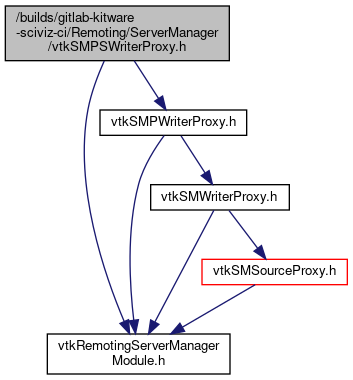 /builds/gitlab-kitware
-sciviz-ci/Remoting/ServerManager
/vtkSMPSWriterProxy.h
vtkSMPWriterProxy.h
vtkSMWriterProxy.h
vtkSMSourceProxy.h
vtkRemotingServerManager
Module.h